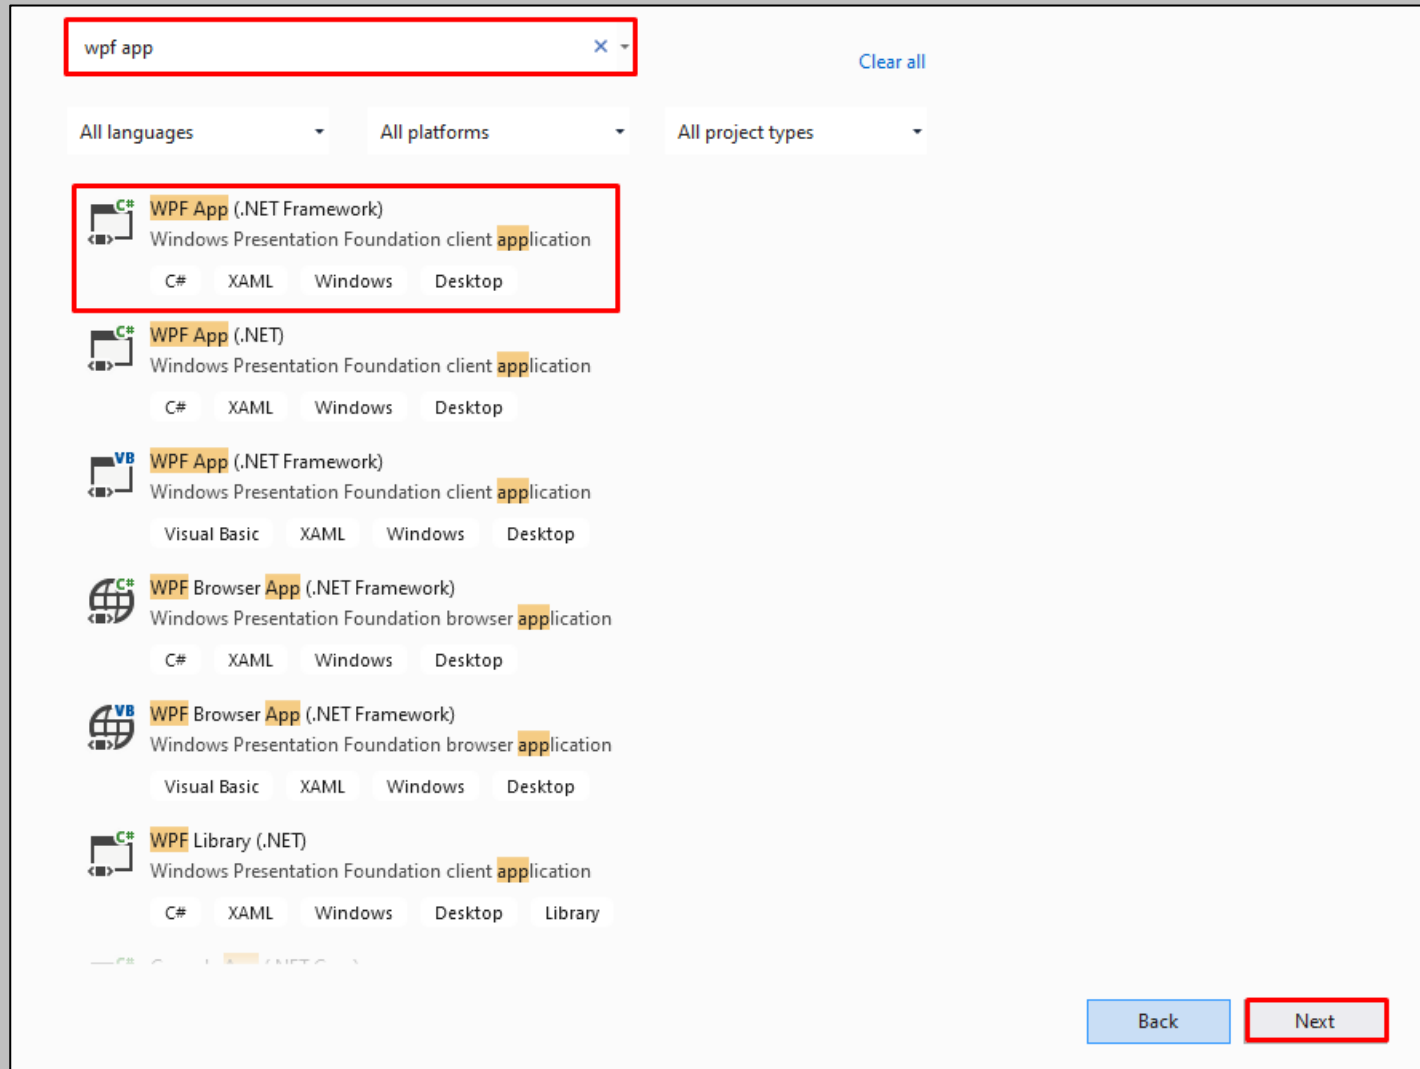 wpf app
Clear all
All languages All platforms All project types
C# WPF App (.NET Framework)
Windows Presentation Foundation client application
C# XAML Windows Desktop
C# WPF App (.NET)
Windows Presentation Foundation client application
C# XAML Windows Desktop
VB WPF App (.NET Framework)
Windows Presentation Foundation client application
Visual Basic XAML Windows Desktop
C# WPF Browser App (.NET Framework)
Windows Presentation Foundation browser application
C# XAML Windows Desktop
VB WPF Browser App (.NET Framework)
Windows Presentation Foundation browser application
Visual Basic XAML Windows Desktop
C# WPF Library (.NET)
Windows Presentation Foundation client application
C# XAML Windows Desktop Library
Back Next